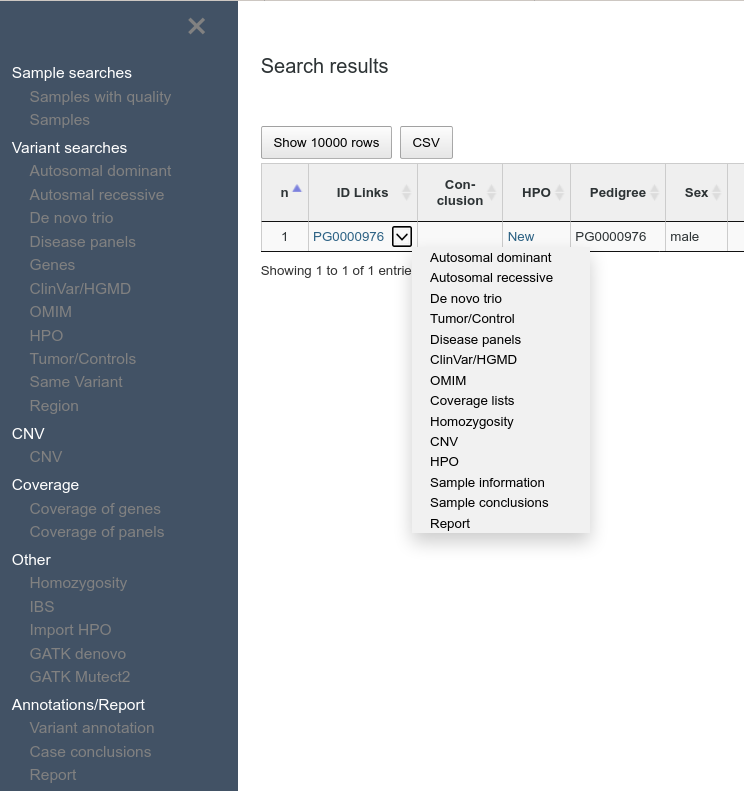 ×
Sample searches
Samples with quality
Samples
Variant searches
Autosomal dominant
Autosmal recessive
De novo trio
Disease panels
Genes
ClinVar/HGMD
OMIM
HPO
Tumor/Controls
Same Variant
Region
CNV
CNV
Coverage
Coverage of genes
Coverage of panels
Other
Homozygosity
IBS
Import HPO
GATK denovo
GATK Mutect2
Annotations/Report
Variant annotation
Case conclusions
Report
Search results
Show 10000 rows CSV
n ID Links Con-
clusion HPO Pedigree Sex
1 PG0000976 New PG0000976 male
Showing 1 to 1 of 1 entrie
Autosomal dominant
Autosomal recessive
De novo trio
Tumor/Control
Disease panels
ClinVar/HGMD
OMIM
Coverage lists
Homozygosity
CNV
HPO
Sample information
Sample conclusions
Report